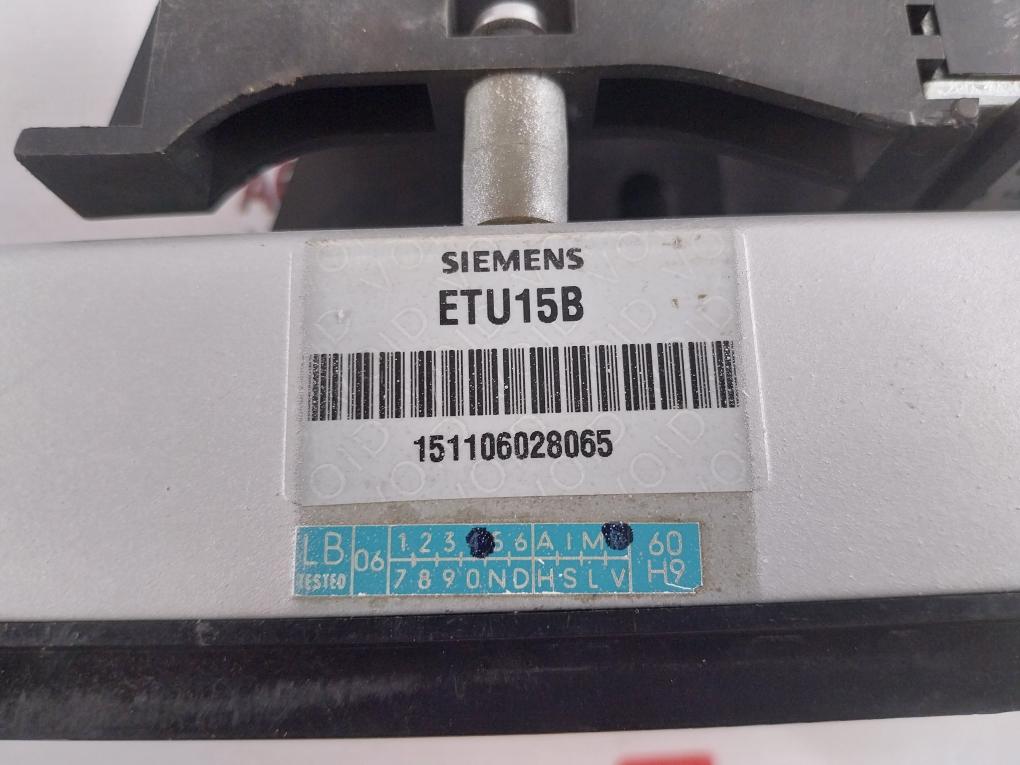 SIEMENS
ETU15B
151106028065
LB 06 1 2 3 5 6 A I M 60
TESTED 7 8 9 0 N D H S L V H9